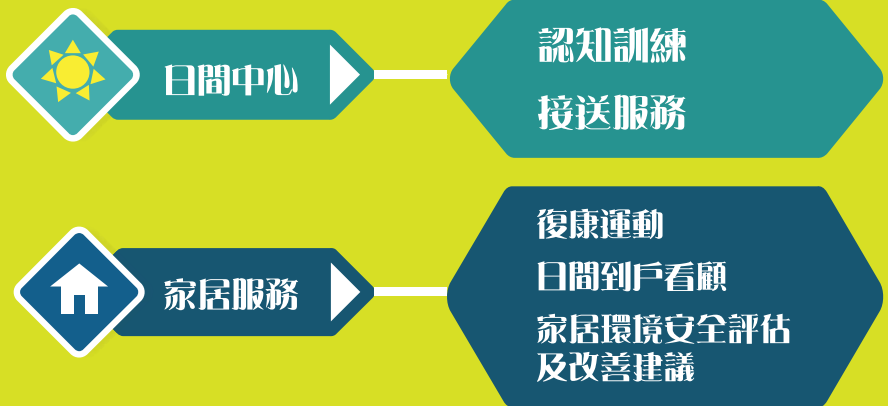 日間中心
認知訓練
接送服務
家居服務
復康運動
日間到戶看顧
家居環境安全評估
及改善建議